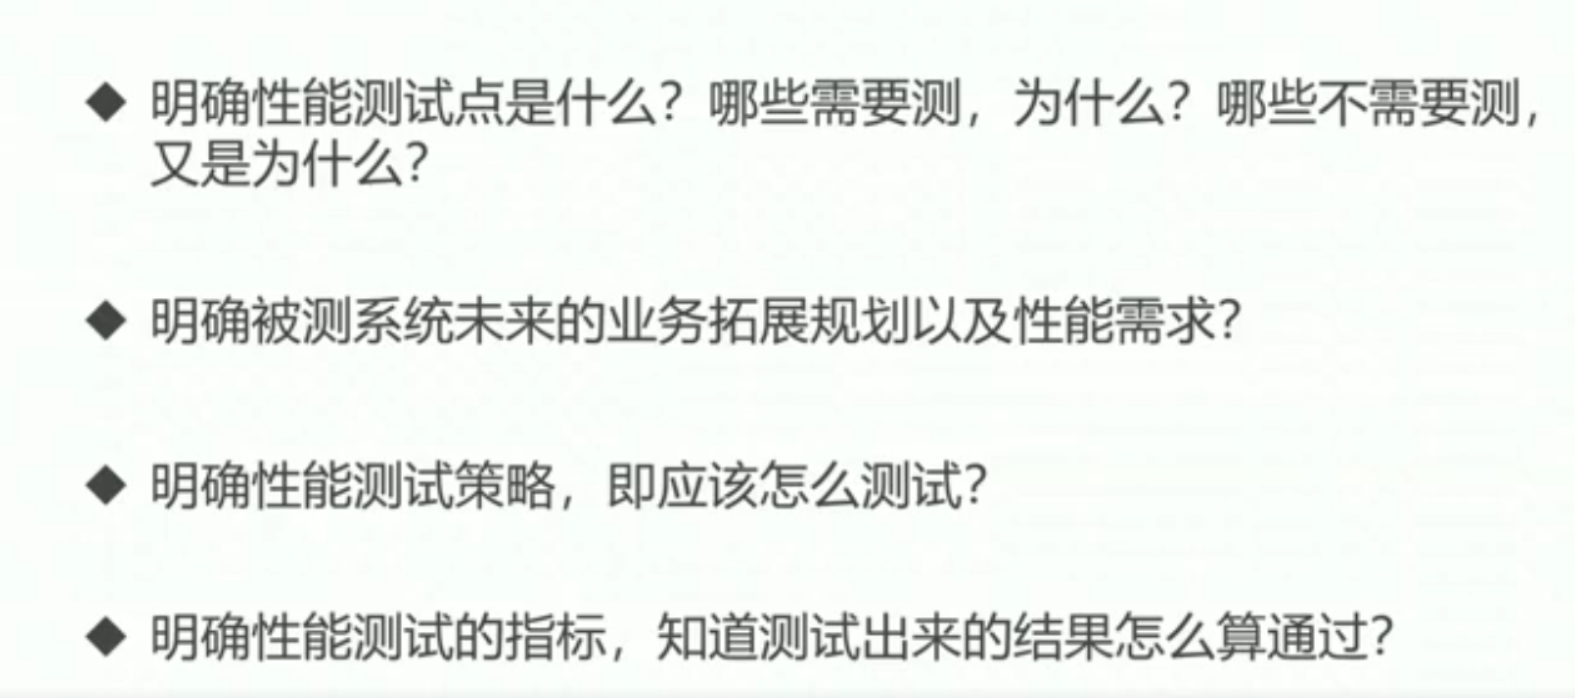 ◆ 明确性能测试点是什么？哪些需要测，为什么？哪些不需要测，
又是为什么？
◆ 明确被测系统未来的业务拓展规划以及性能需求？
◆ 明确性能测试策略，即应该怎么测试？
◆ 明确性能测试的指标，知道测试出来的结果怎么算通过？